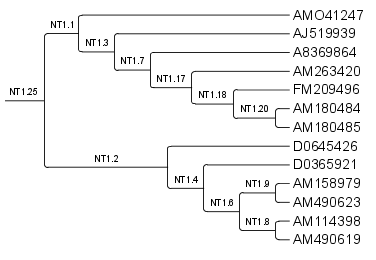 AMO41247
NT1.1
AJ519939
NT1.3
A8369864
NT1.7
AM263420
NT1.17
FM209496
NT1.18
NT1.25
AM180484
NT1.20
AM180485
D0645426
NT1.2
D0365921
NT1.4
AM158979
NT1.9
AM490623
NT1.6
AM114398
NT1.8
AM490619